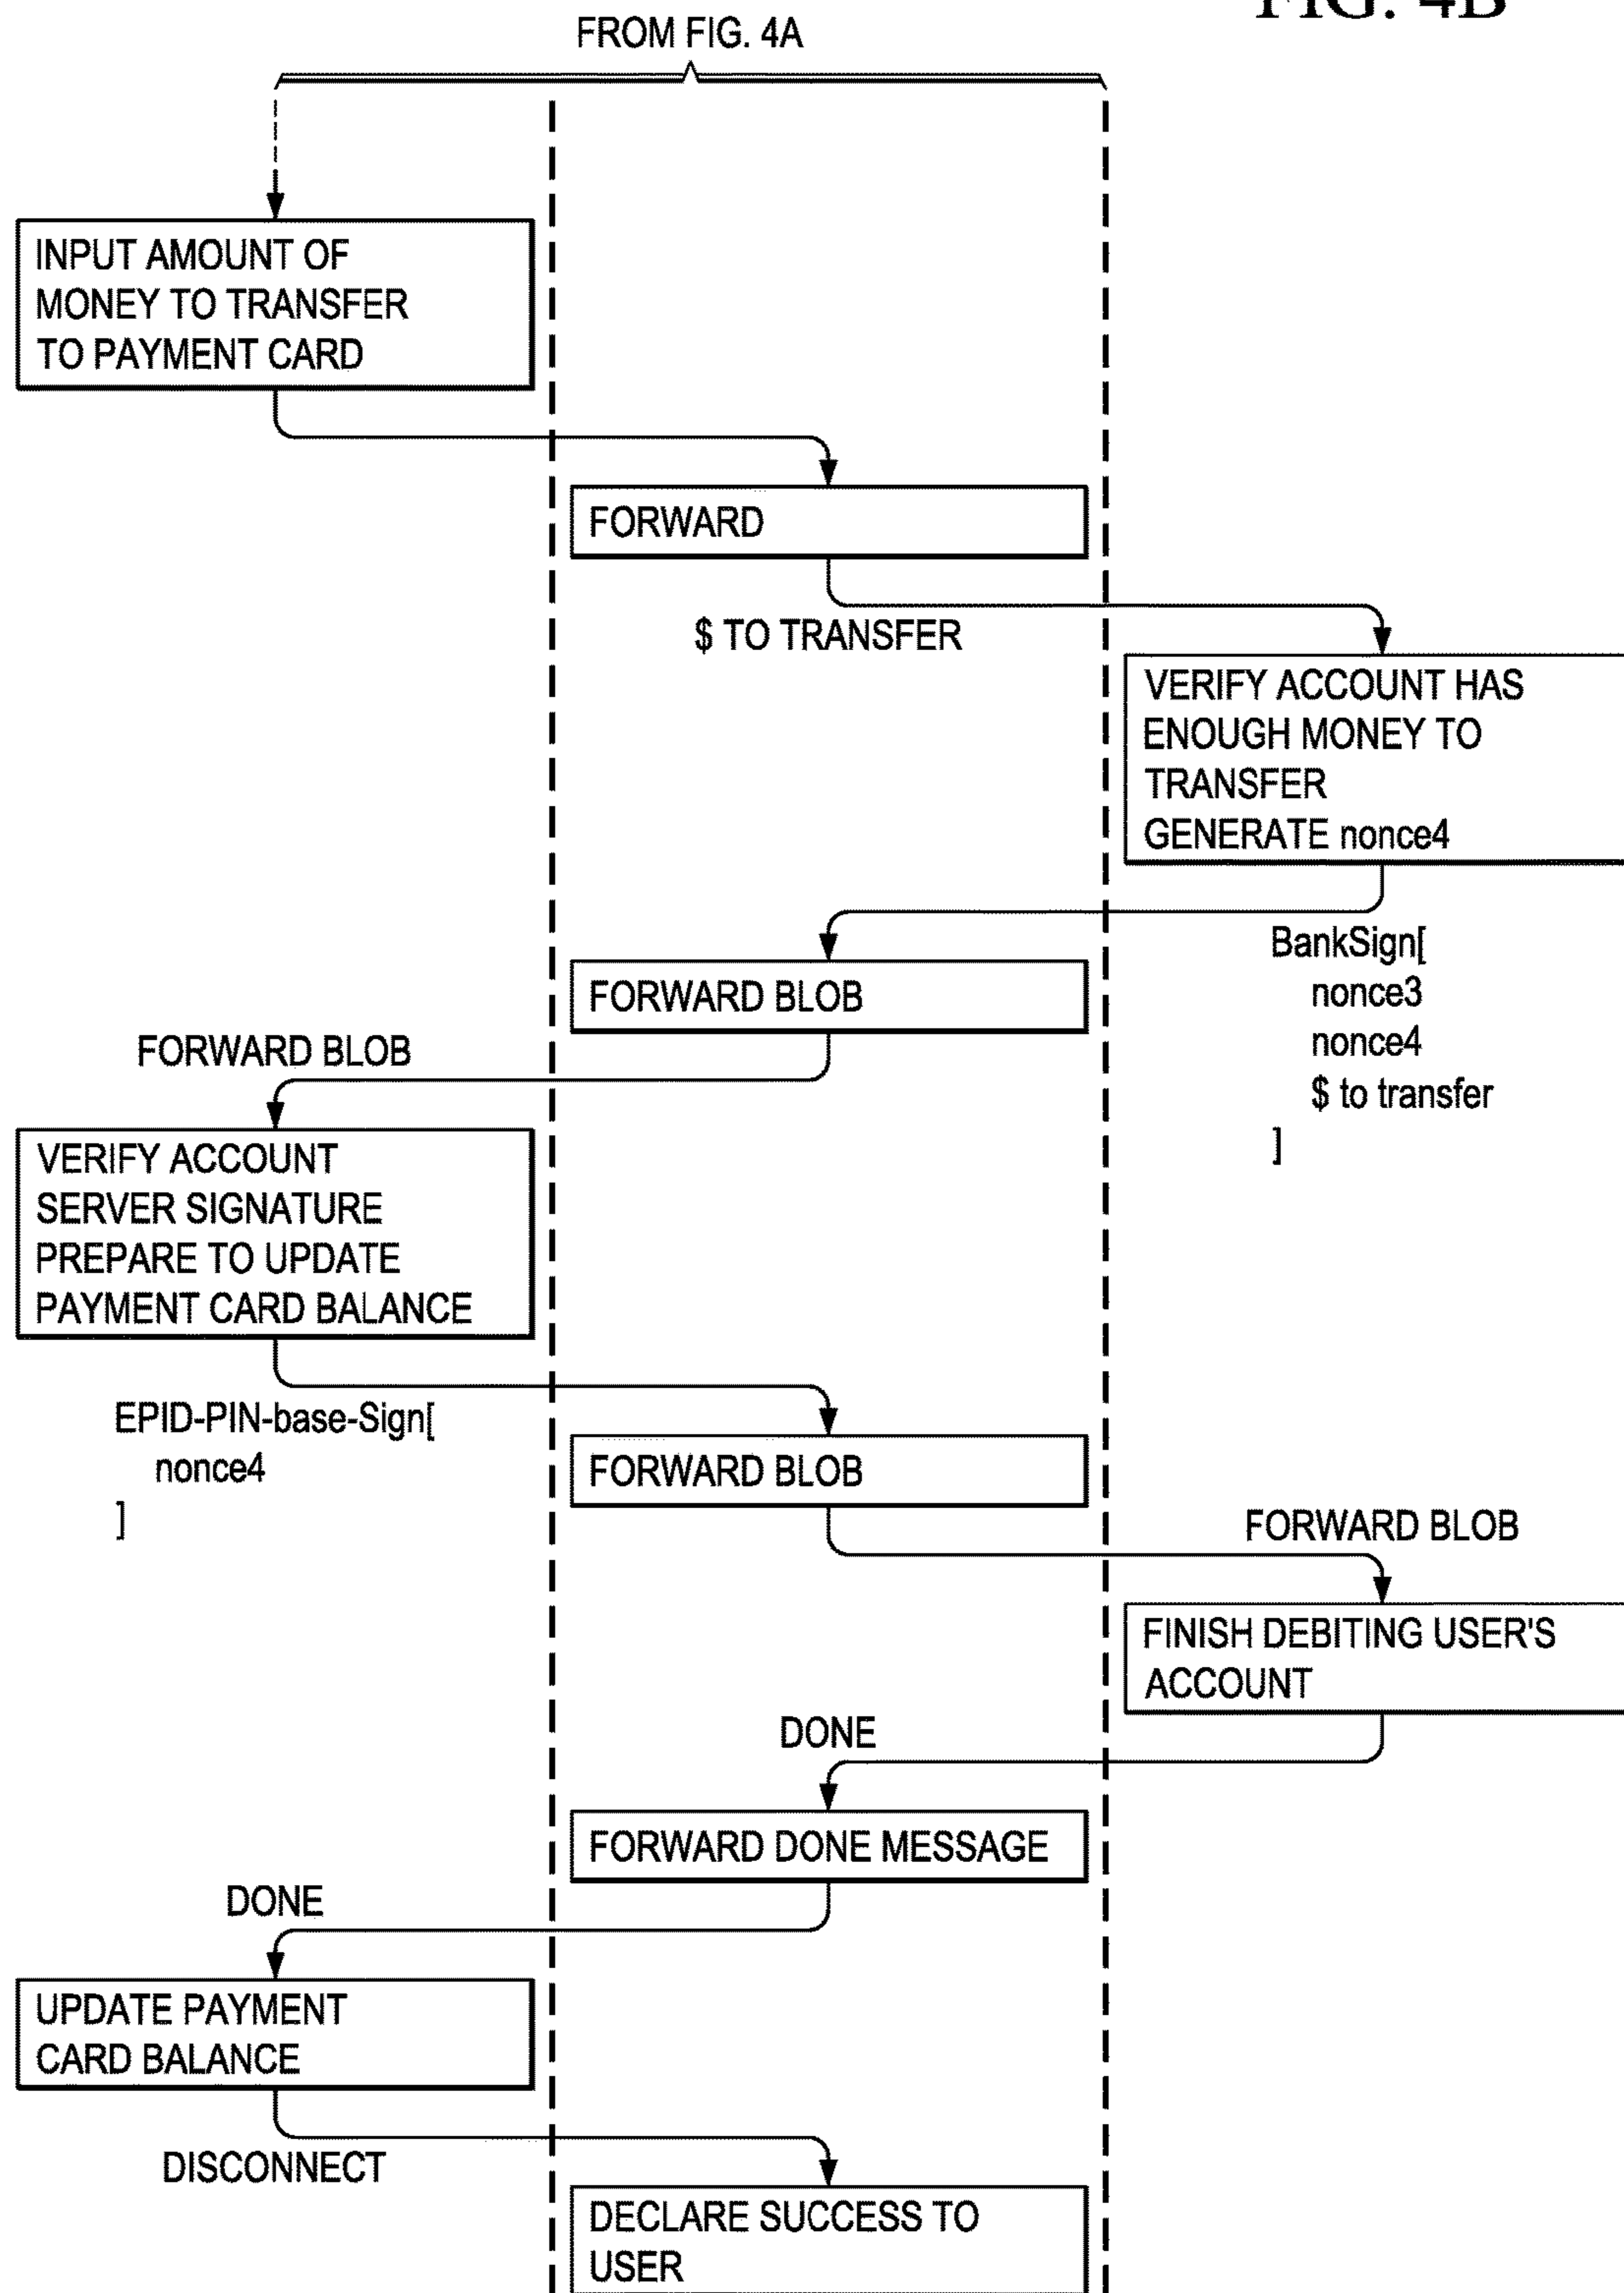 FIG. 4B
FROM FIG. 4A
INPUT AMOUNT OF
MONEY TO TRANSFER
TO PAYMENT CARD
FORWARD
$ TO TRANSFER
VERIFY ACCOUNT HAS
ENOUGH MONEY TO
TRANSFER
GENERATE nonce4
BankSign[
nonce3
nonce4
$ to transfer
]
FORWARD BLOB
FORWARD BLOB
VERIFY ACCOUNT
SERVER SIGNATURE
PREPARE TO UPDATE
PAYMENT CARD BALANCE
EPID-PIN-base-Sign[
nonce4
]
FORWARD BLOB
FORWARD BLOB
FINISH DEBITING USER'S
ACCOUNT
DONE
FORWARD DONE MESSAGE
DONE
UPDATE PAYMENT
CARD BALANCE
DISCONNECT
DECLARE SUCCESS TO
USER